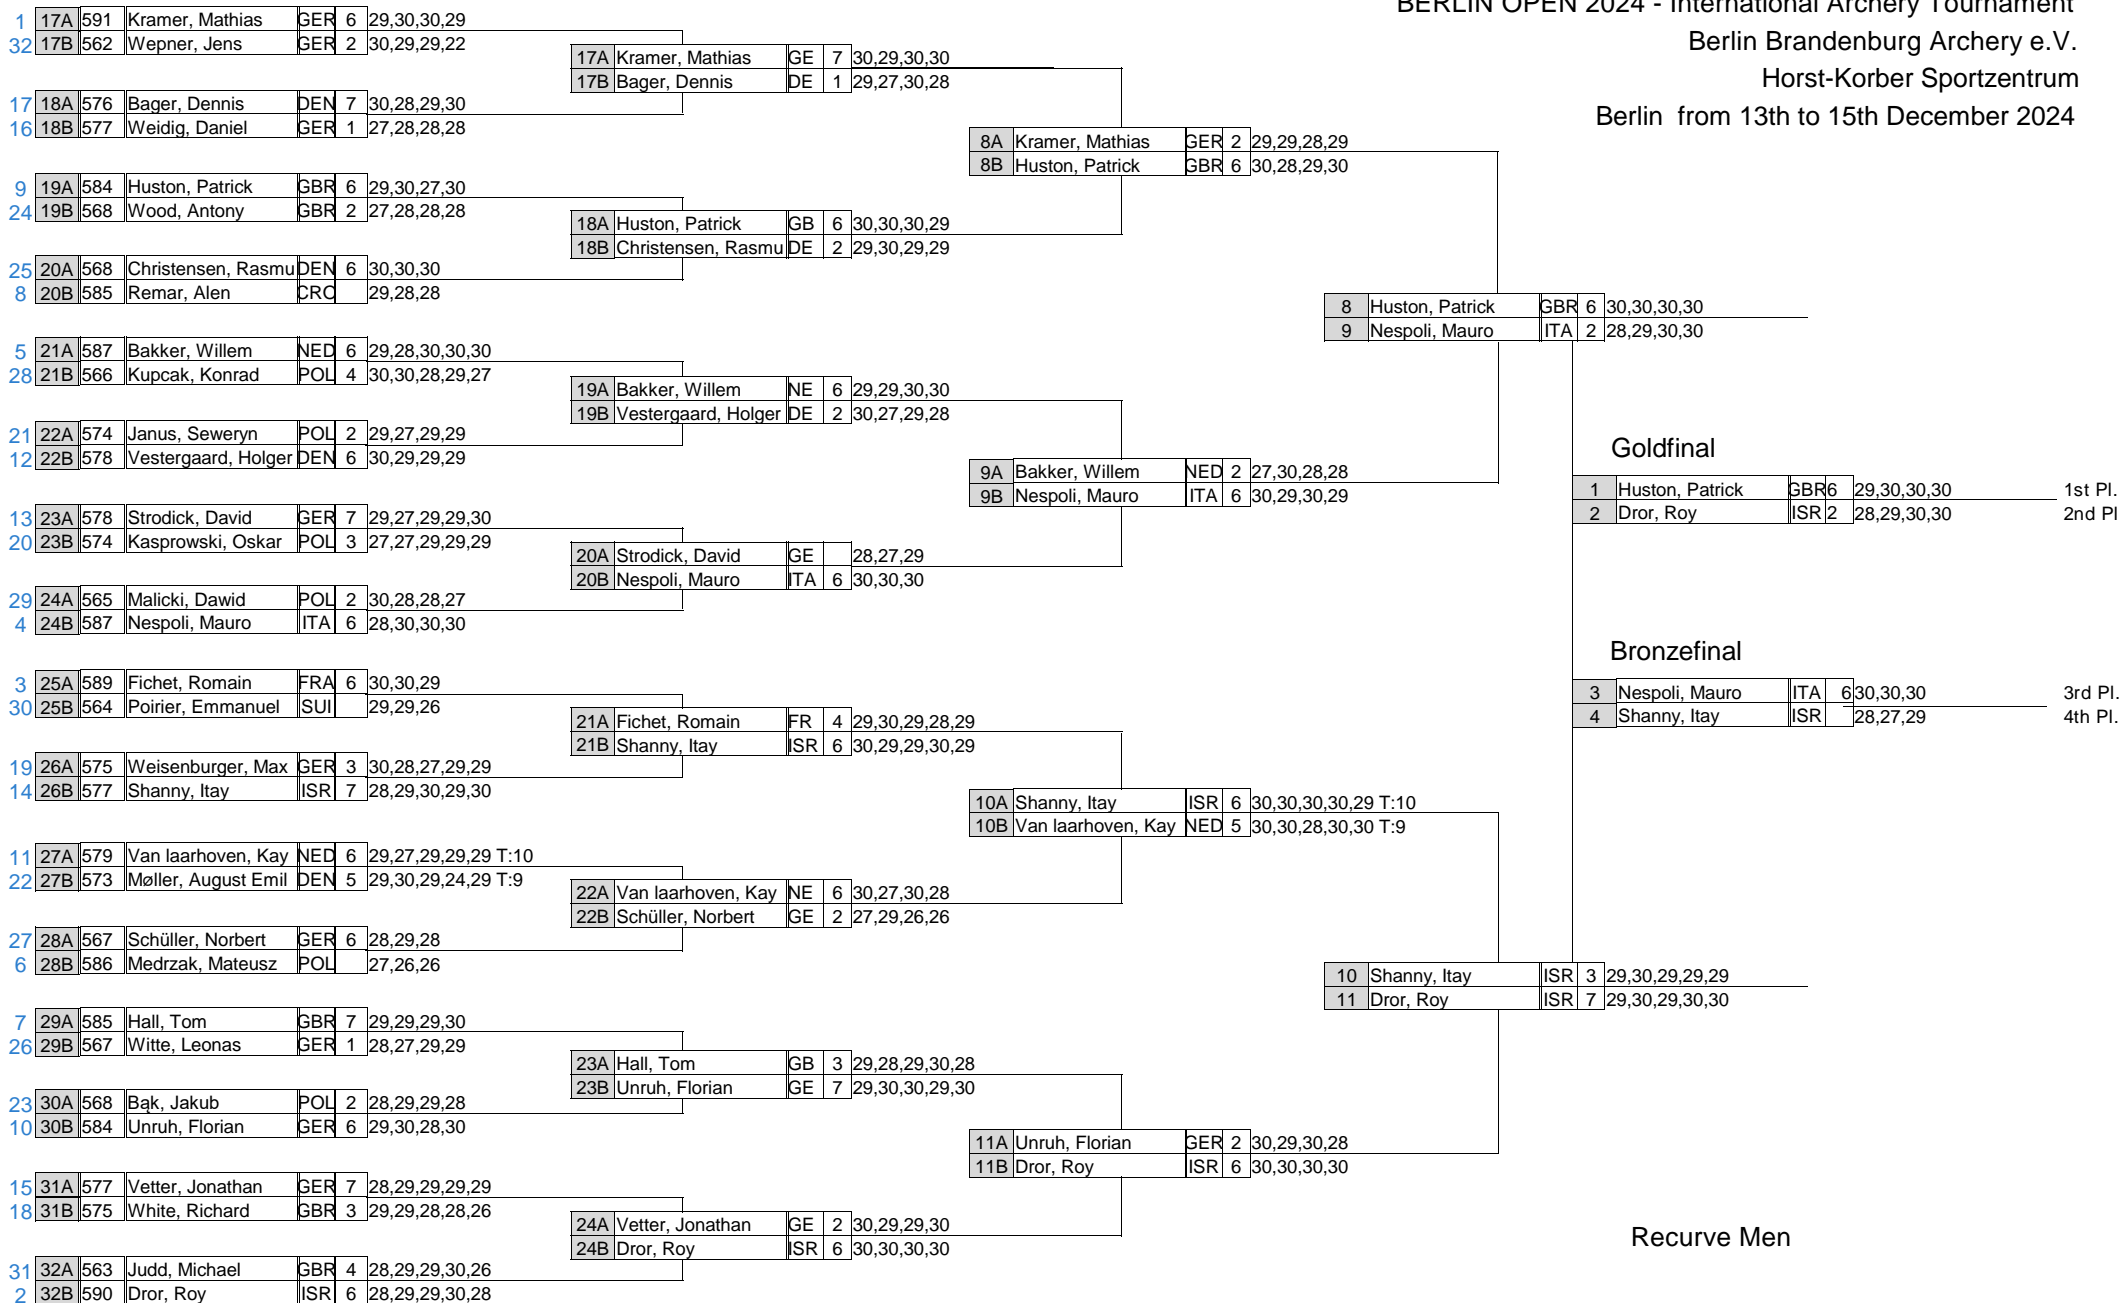 BERLIN OPEN 2024 - International Archery Tournament
Berlin Brandenburg Archery e.V.
Horst-Korber Sportzentrum
Berlin from 13th to 15th December 2024
1 17A 591 Kramer, Mathias GER 6 29,30,30,29
32 17B 562 Wepner, Jens GER 2 30,29,29,22
17 18A 576 Bager, Dennis DEN 7 30,28,29,30
16 18B 577 Weidig, Daniel GER 1 27,28,28,28
9 19A 584 Huston, Patrick GBR 6 29,30,27,30
24 19B 568 Wood, Antony GBR 2 27,28,28,28
25 20A 568 Christensen, Rasmu DEN 6 30,30,30
8 20B 585 Remar, Alen CRO 29,28,28
5 21A 587 Bakker, Willem NED 6 29,28,30,30,30
28 21B 566 Kupcak, Konrad POL 4 30,30,28,29,27
21 22A 574 Janus, Seweryn POL 2 29,27,29,29
12 22B 578 Vestergaard, Holger DEN 6 30,29,29,29
13 23A 578 Strodick, David GER 7 29,27,29,29,30
20 23B 574 Kasprowski, Oskar POL 3 27,27,29,29,29
29 24A 565 Malicki, Dawid POL 2 30,28,28,27
4 24B 587 Nespoli, Mauro ITA 6 28,30,30,30
3 25A 589 Fichet, Romain FRA 6 30,30,29
30 25B 564 Poirier, Emmanuel SUI 29,29,26
19 26A 575 Weisenburger, Max GER 3 30,28,27,29,29
14 26B 577 Shanny, Itay ISR 7 28,29,30,29,30
11 27A 579 Van laarhoven, Kay NED 6 29,27,29,29,29 T:10
22 27B 573 Møller, August Emil DEN 5 29,30,29,24,29 T:9
27 28A 567 Schüller, Norbert GER 6 28,29,28
6 28B 586 Medrzak, Mateusz POL 27,26,26
7 29A 585 Hall, Tom GBR 7 29,29,29,30
26 29B 567 Witte, Leonas GER 1 28,27,29,29
23 30A 568 Bąk, Jakub POL 2 28,29,29,28
10 30B 584 Unruh, Florian GER 6 29,30,28,30
15 31A 577 Vetter, Jonathan GER 7 28,29,29,29,29
18 31B 575 White, Richard GBR 3 29,29,28,28,26
31 32A 563 Judd, Michael GBR 4 28,29,29,30,26
2 32B 590 Dror, Roy ISR 6 28,29,29,30,28
17A Kramer, Mathias GE 7 30,29,30,30
17B Bager, Dennis DE 1 29,27,30,28
18A Huston, Patrick GB 6 30,30,30,29
18B Christensen, Rasmu DE 2 29,30,29,29
19A Bakker, Willem NE 6 29,29,30,30
19B Vestergaard, Holger DE 2 30,27,29,28
20A Strodick, David GE 28,27,29
20B Nespoli, Mauro ITA 6 30,30,30
21A Fichet, Romain FR 4 29,30,29,28,29
21B Shanny, Itay ISR 6 30,29,29,30,29
22A Van laarhoven, Kay NE 6 30,27,30,28
22B Schüller, Norbert GE 2 27,29,26,26
23A Hall, Tom GB 3 29,28,29,30,28
23B Unruh, Florian GE 7 29,30,30,29,30
24A Vetter, Jonathan GE 2 30,29,29,30
24B Dror, Roy ISR 6 30,30,30,30
8A Kramer, Mathias GER 2 29,29,28,29
8B Huston, Patrick GBR 6 30,28,29,30
9A Bakker, Willem NED 2 27,30,28,28
9B Nespoli, Mauro ITA 6 30,29,30,29
10A Shanny, Itay ISR 6 30,30,30,30,29 T:10
10B Van laarhoven, Kay NED 5 30,30,28,30,30 T:9
11A Unruh, Florian GER 2 30,29,30,28
11B Dror, Roy ISR 6 30,30,30,30
8 Huston, Patrick GBR 6 30,30,30,30
9 Nespoli, Mauro ITA 2 28,29,30,30
10 Shanny, Itay ISR 3 29,30,29,29,29
11 Dror, Roy ISR 7 29,30,29,30,30
Goldfinal
1 Huston, Patrick GBR 6 29,30,30,30 1st Pl.
2 Dror, Roy ISR 2 28,29,30,30 2nd Pl
Bronzefinal
3 Nespoli, Mauro ITA 6 30,30,30 3rd Pl.
4 Shanny, Itay ISR 28,27,29 4th Pl.
Recurve Men